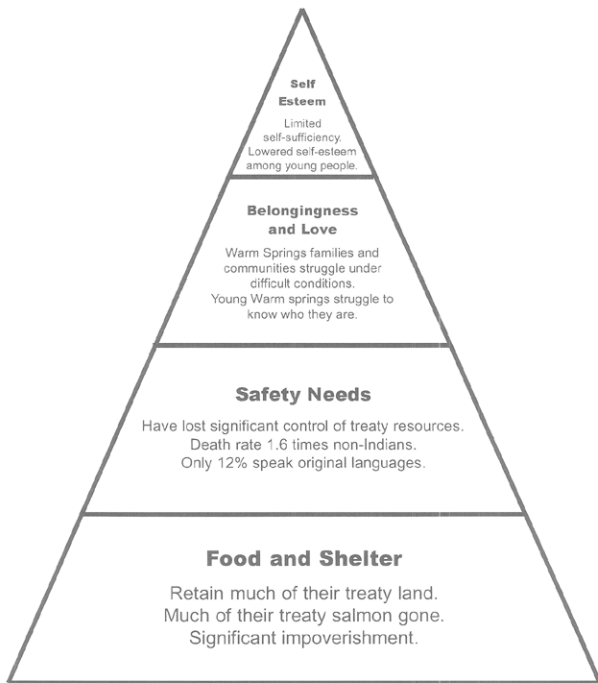 Self
Esteem
Limited
self-sufficiency.
Lowered self-esteem
among young people.
Belongingness
and Love
Warm Springs families and
communities struggle under
difficult conditions.
Young Warm springs struggle to
know who they are.
Safety Needs
Have lost significant control of treaty resources.
Death rate 1.6 times non-Indians.
Only 12% speak original languages.
Food and Shelter
Retain much of their treaty land.
Much of their treaty salmon gone.
Significant impoverishment.